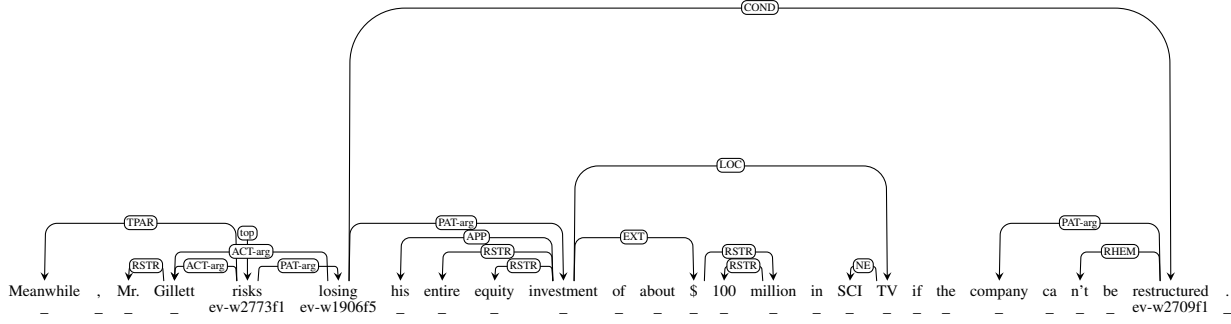 COND
LOC
TPAR PAT-arg PAT-arg
top APP EXT
ACT-arg RSTR RSTR RHEM
RSTR ACT-arg PAT-arg RSTR RSTR NE
Meanwhile , Mr. Gillett risks losing his entire equity investment of about $ 100 million in SCI TV if the company ca n't be restructured .
_ _ _ _ ev-w2773f1 ev-w1906f5 _ _ _ _ _ _ _ _ _ _ _ _ _ _ _ _ _ _ ev-w2709f1 _